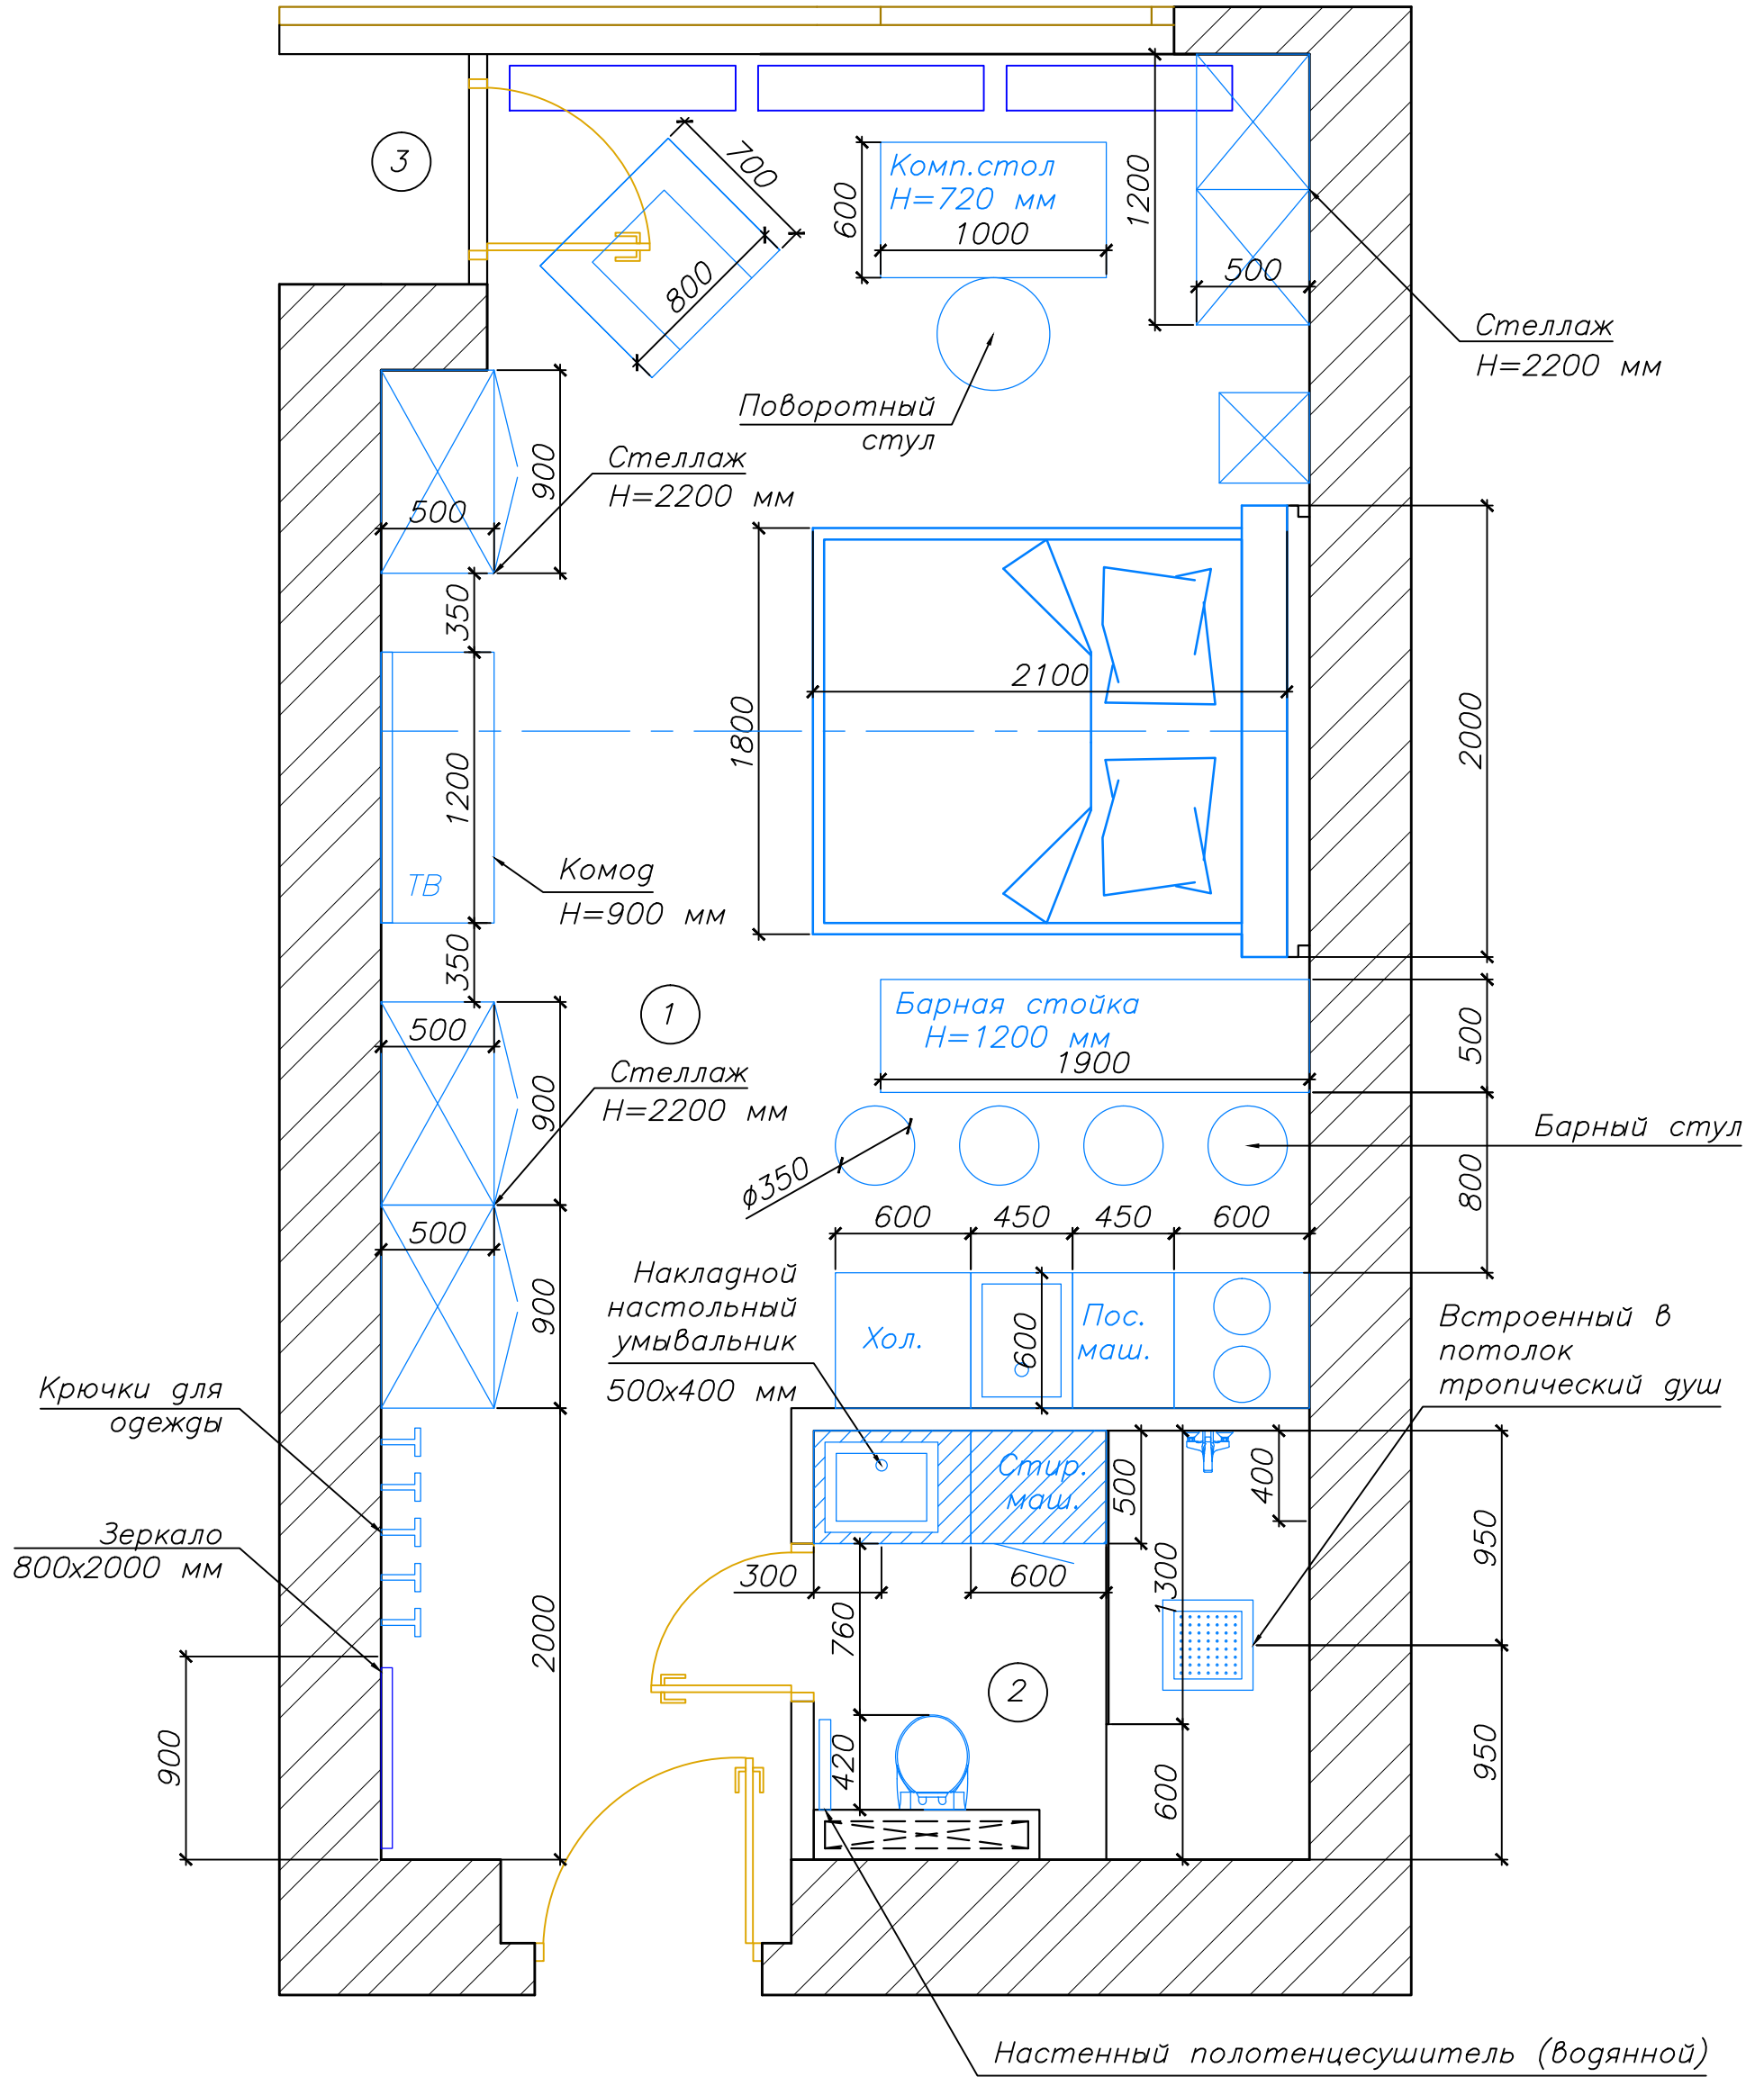 3
700
800
600
Комп.стол
H=720 мм
1000
1200
500
Стеллаж
H=2200 мм
Поворотный
стул
Стеллаж
H=2200 мм
900
500
350
1200
ТВ
Комод
H=900 мм
350
2100
1800
2000
1
Барная стойка
H=1200 мм
1900
500
500
Стеллаж
H=2200 мм
900
Барный стул
ϕ350
800
600
450
450
600
500
900
Накладной
настольный
умывальник
500x400 мм
Хол.
600
Пос.
маш.
Встроенный в
потолок
тропический душ
Крючки для
одежды
Зеркало
800x2000 мм
Стир.
маш.
500
400
950
300
600
1300
760
2000
2
420
900
600
950
Настенный полотенцесушитель (водянной)